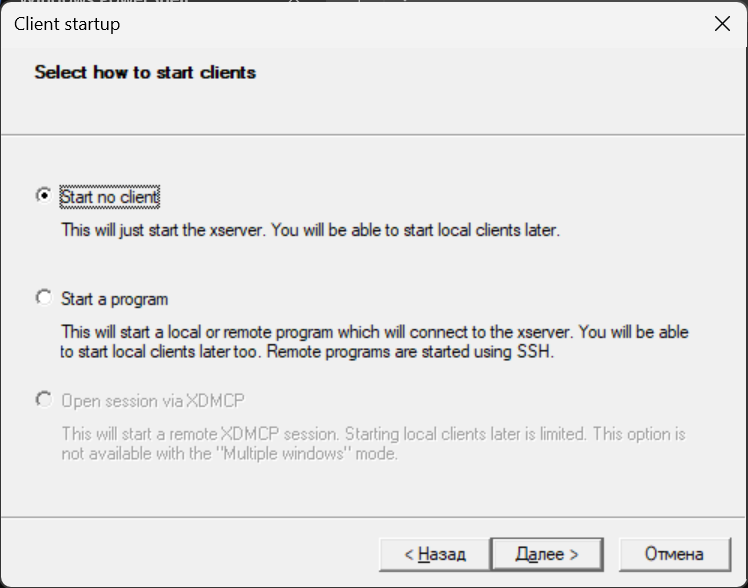 Client startup
Select how to start clients
Start no client
This will just start the xserver. You will be able to start local clients later.
Start a program
This will start a local or remote program which will connect to the xserver. You will be able
to start local clients later too. Remote programs are started using SSH.
Open session via XDMCP
This will start a remote XDMCP session. Starting local clients later is limited. This option is
not available with the "Multiple windows" mode.
< Назад
Далее >
Отмена